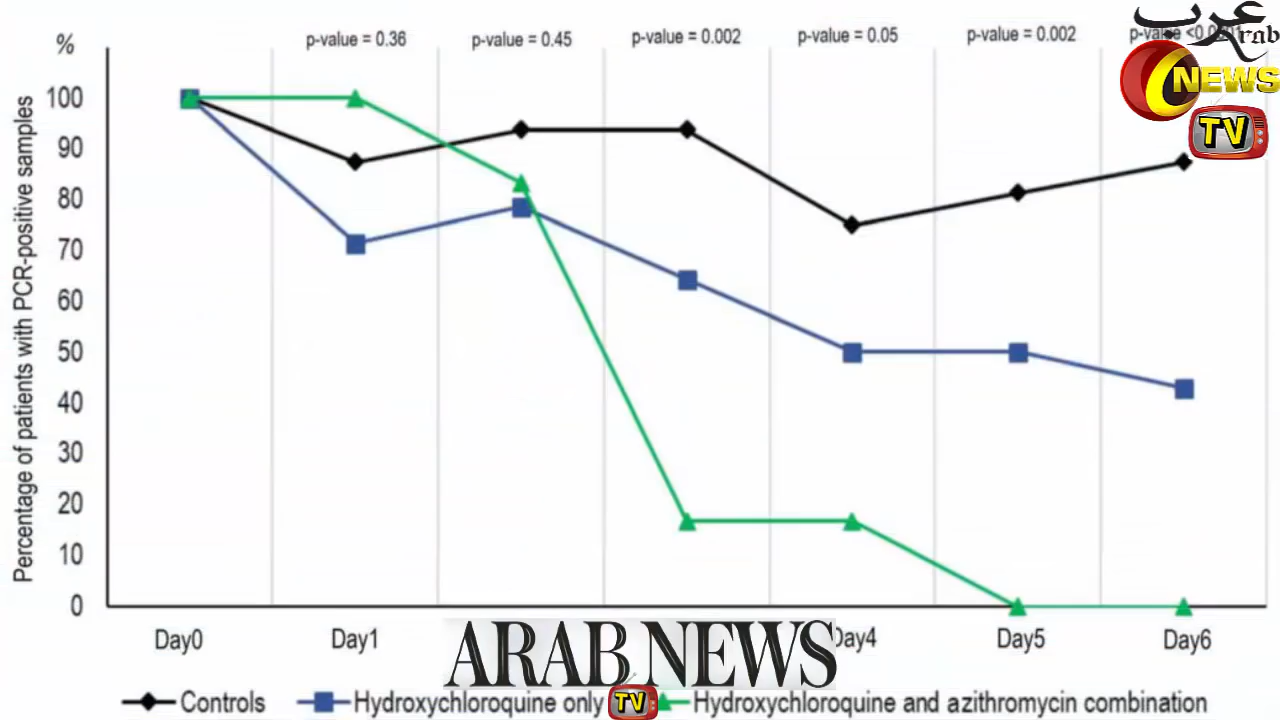 %
p-value = 0.36
p-value = 0.45
p-value = 0.002
p-value = 0.05
p-value = 0.002
عرب
Arab
NEWS
TV
Percentage of patients with PCR-positive samples
100
90
80
70
60
50
40
30
20
10
0
Day0
Day1
Day4
Day5
Day6
ARAB NEWS
Controls
Hydroxychloroquine only
TV
Hydroxychloroquine and azithromycin combination